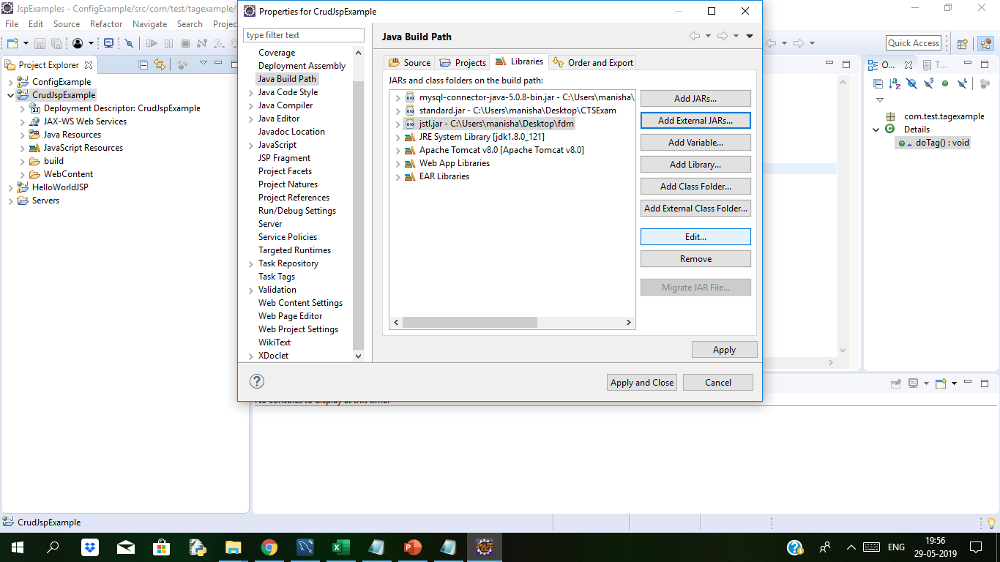 JspExamples - ConfigExample/src/com/test/tagexample/
File Edit Source Refactor Navigate Search Projec
Quick Access
Project Explorer
ConfigExample
CrudJspExample
Deployment Descriptor: CrudJspExample
JAX-WS Web Services
Java Resources
JavaScript Resources
build
WebContent
HelloWorldJSP
Servers
Properties for CrudJspExample
type filter text
Coverage
Deployment Assembly
Java Build Path
Java Code Style
Java Compiler
Java Editor
Javadoc Location
JavaScript
JSP Fragment
Project Facets
Project Natures
Project References
Run/Debug Settings
Server
Service Policies
Targeted Runtimes
Task Repository
Task Tags
Validation
Web Content Settings
Web Page Editor
Web Project Settings
WikiText
XDoclet
Java Build Path
Source Projects Libraries Order and Export
JARs and class folders on the build path:
mysql-connector-java-5.0.8-bin.jar - C:\Users\manisha\
standard.jar - C:\Users\manisha\Desktop\CTSExam
jstl.jar - C:\Users\manisha\Desktop\fdm
JRE System Library [jdk1.8.0_121]
Apache Tomcat v8.0 [Apache Tomcat v8.0]
Web App Libraries
EAR Libraries
Add JARs...
Add External JARs...
Add Variable...
Add Library...
Add Class Folder...
Add External Class Folder...
Edit...
Remove
Migrate JAR File...
Apply
Apply and Close Cancel
O... T...
com.test.tagexample
Details
doTag() : void
No consoles to display at this time.
CrudJspExample
ENG
19:56
29-05-2019